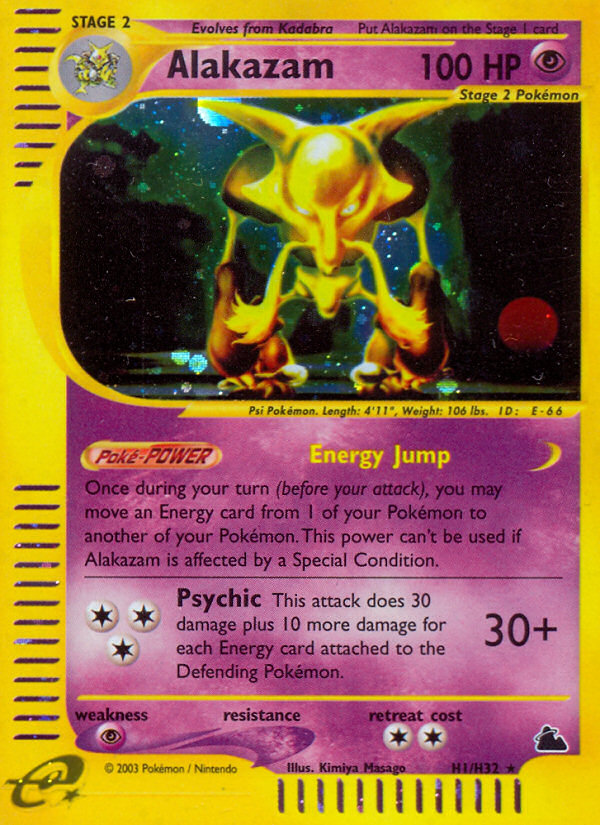 STAGE 2
Evolves from Kadabra Put Alakazam on the Stage 1 card
Alakazam 100 HP
Stage 2 Pokémon
Psi Pokémon. Length: 4'11", Weight: 106 lbs. ID: E-66
Poké-POWER Energy Jump
Once during your turn (before your attack), you may
move an Energy card from 1 of your Pokémon to
another of your Pokémon. This power can't be used if
Alakazam is affected by a Special Condition.
Psychic This attack does 30
damage plus 10 more damage for
each Energy card attached to the
Defending Pokémon.
30+
weakness resistance retreat cost
© 2003 Pokémon / Nintendo Illus. Kimiya Masago H1/H32 ★
e